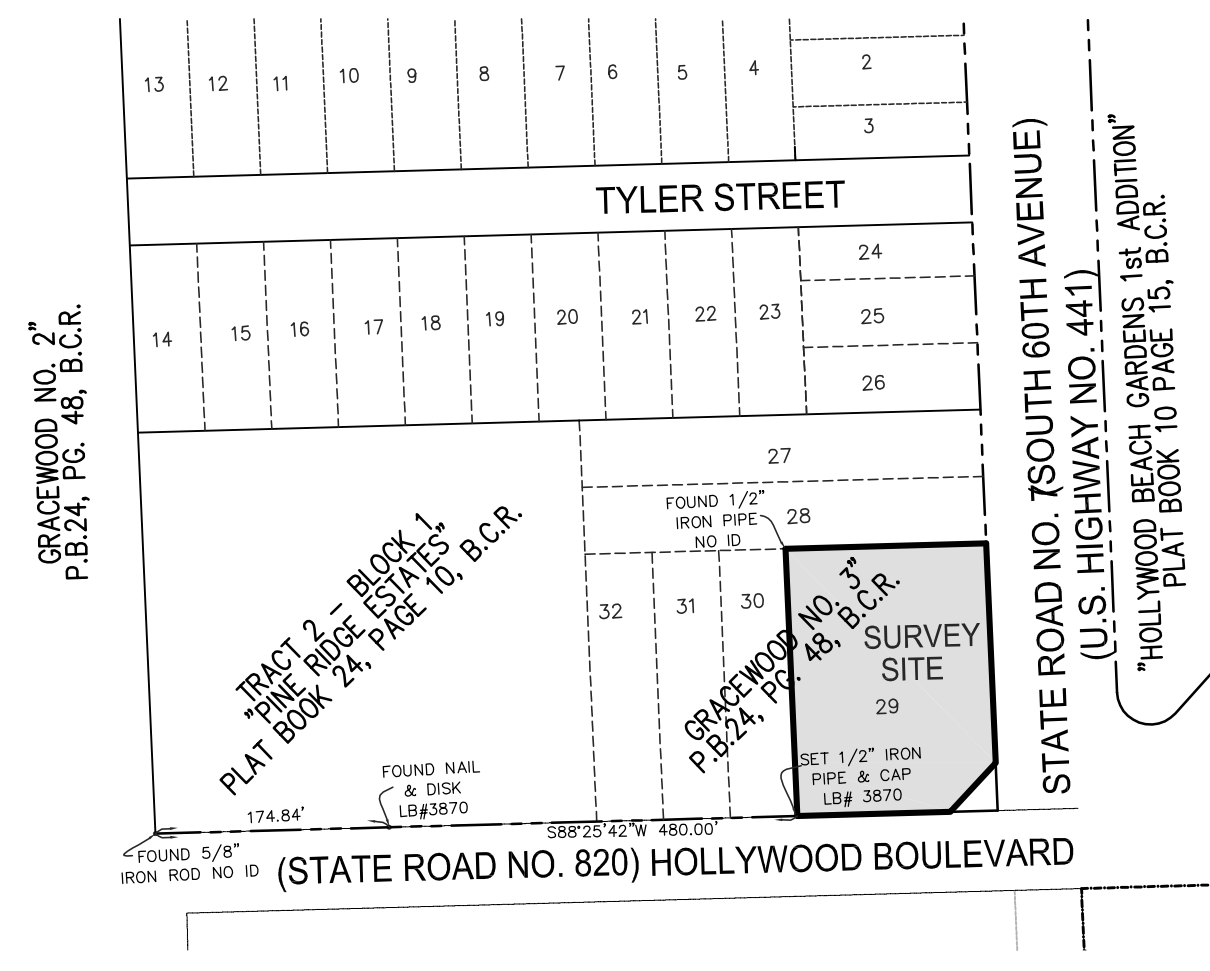 13
12
11
10
9
8
7
6
5
4
2
3
TYLER STREET
14
15
16
17
18
19
20
21
22
23
24
25
26
27
28
FOUND 1/2"
IRON PIPE
NO ID
32
31
30
GRACEWOOD NO. 2"
P.B.24, PG. 48, B.C.R.
TRACT 2 – BLOCK 1
"PINE RIDGE ESTATES"
PLAT BOOK 24, PAGE 10, B.C.R.
GRACEWOOD NO. 3"
P.B.24, PG. 48, B.C.R.
SURVEY
SITE
29
SET 1/2" IRON
PIPE & CAP
LB# 3870
STATE ROAD NO. 7(SOUTH 60TH AVENUE)
(U.S. HIGHWAY NO. 441)
"HOLLYWOOD BEACH GARDENS 1st ADDITION"
PLAT BOOK 10 PAGE 15, B.C.R.
FOUND NAIL
& DISK
LB#3870
174.84'
S88°25'42"W 480.00'
FOUND 5/8"
IRON ROD NO ID
(STATE ROAD NO. 820) HOLLYWOOD BOULEVARD